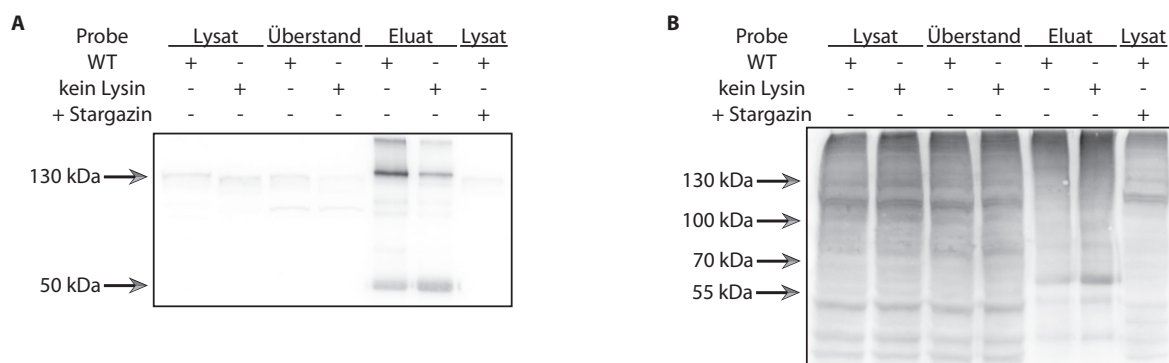 A
Probe Lysat Überstand Eluat Lysat
WT + - + - + - +
kein Lysin - + - + - + -
+ Stargazin - - - - - - +
130 kDa
50 kDa
B
Probe Lysat Überstand Eluat Lysat
WT + - + - + - +
kein Lysin - + - + - + -
+ Stargazin - - - - - - +
130 kDa
100 kDa
70 kDa
55 kDa